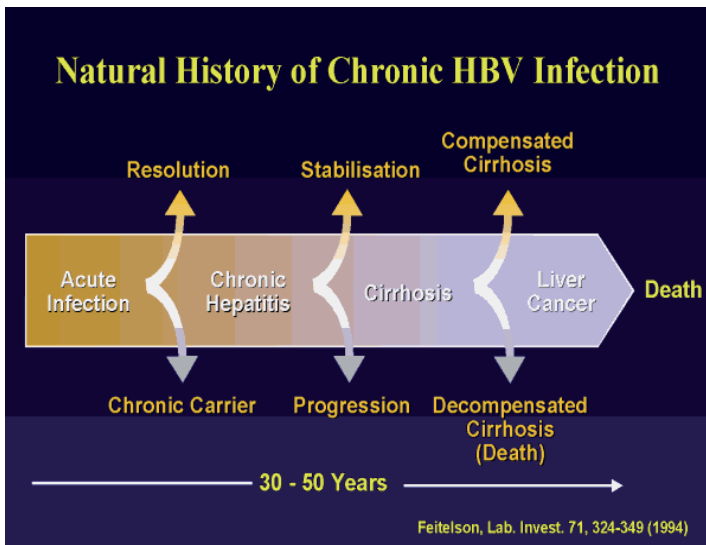 Natural History of Chronic HBV Infection
Resolution
Stabilisation
Compensated
Cirrhosis
Acute
Infection
Chronic
Hepatitis
Cirrhosis
Liver
Cancer
Death
Chronic Carrier
Progression
Decompensated
Cirrhosis
(Death)
30 - 50 Years
Feitelson, Lab. Invest. 71, 324-349 (1994)